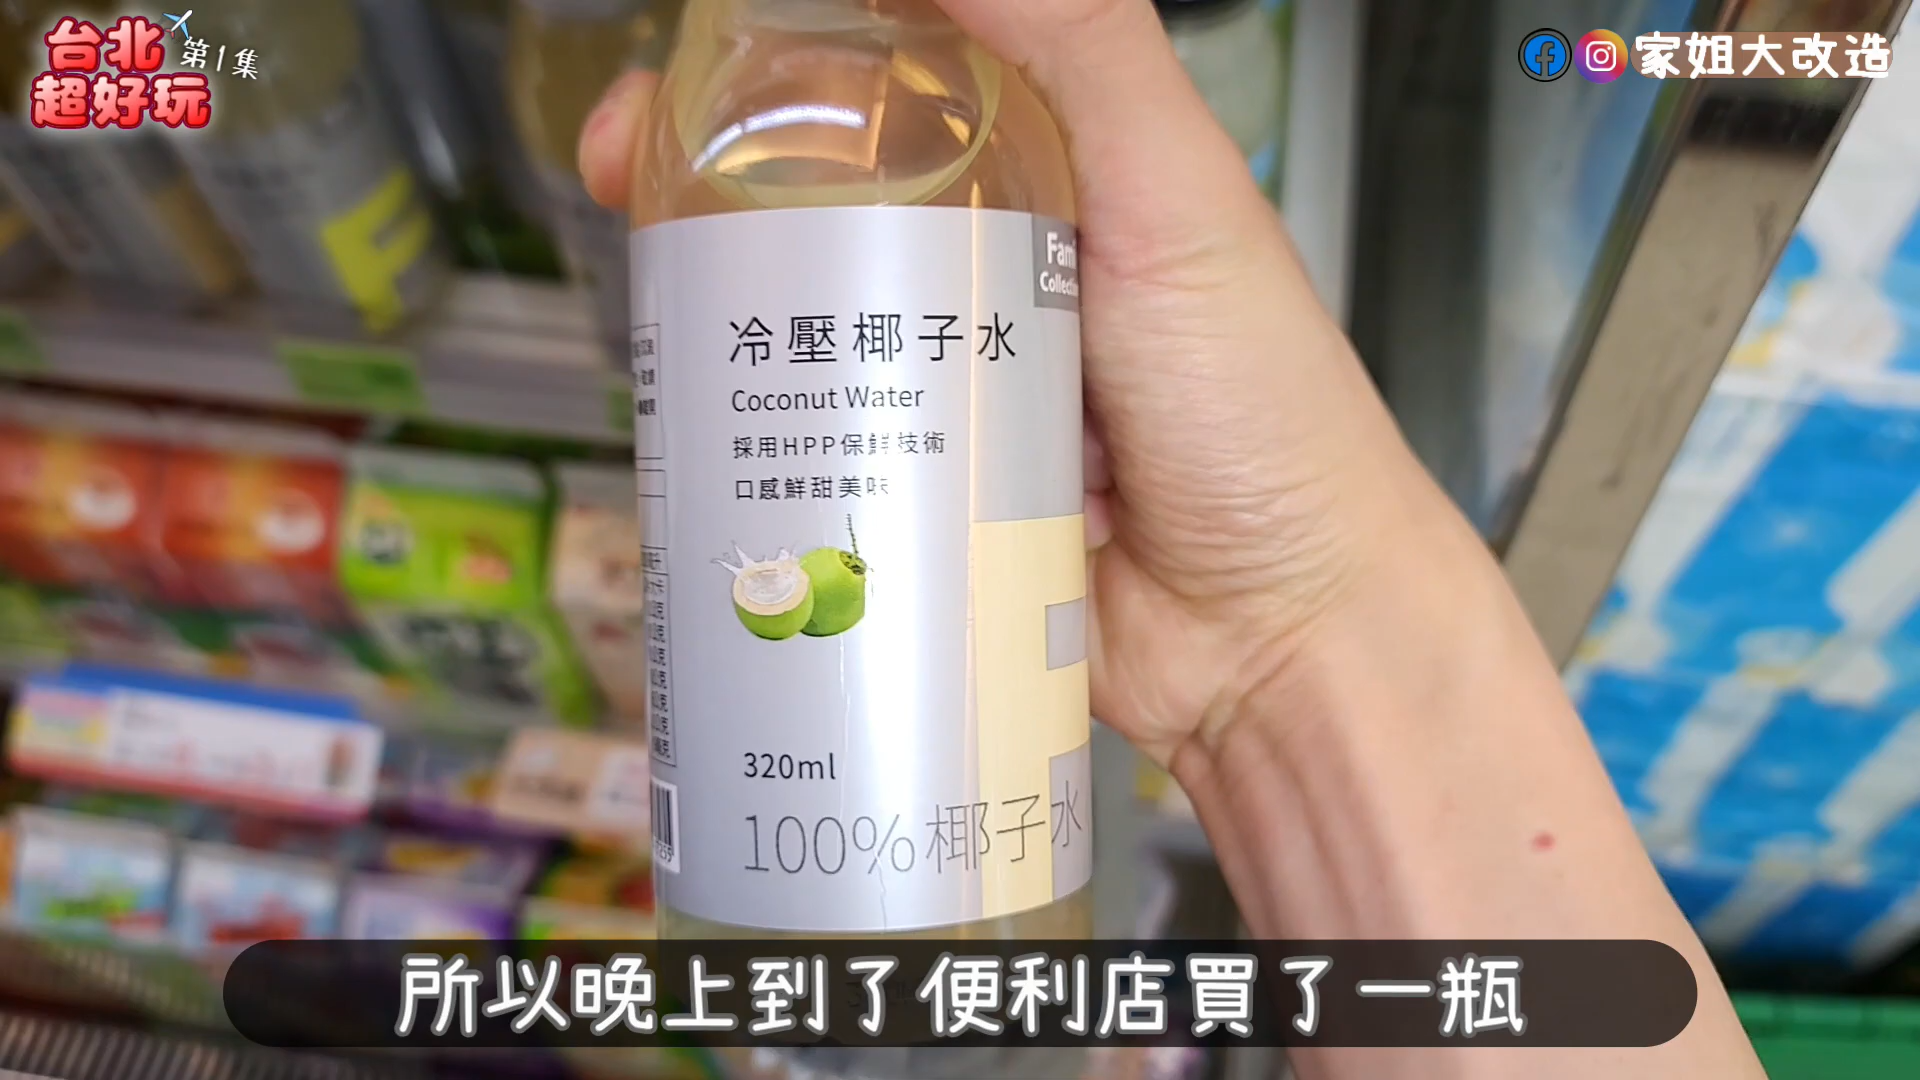 台北
超好玩
第1集
家姐大改造
Fami
Collection
冷壓椰子水
Coconut Water
採用HPP保鮮技術
口感鮮甜美味
320ml
100%椰子水
所以晚上到了便利店買了一瓶